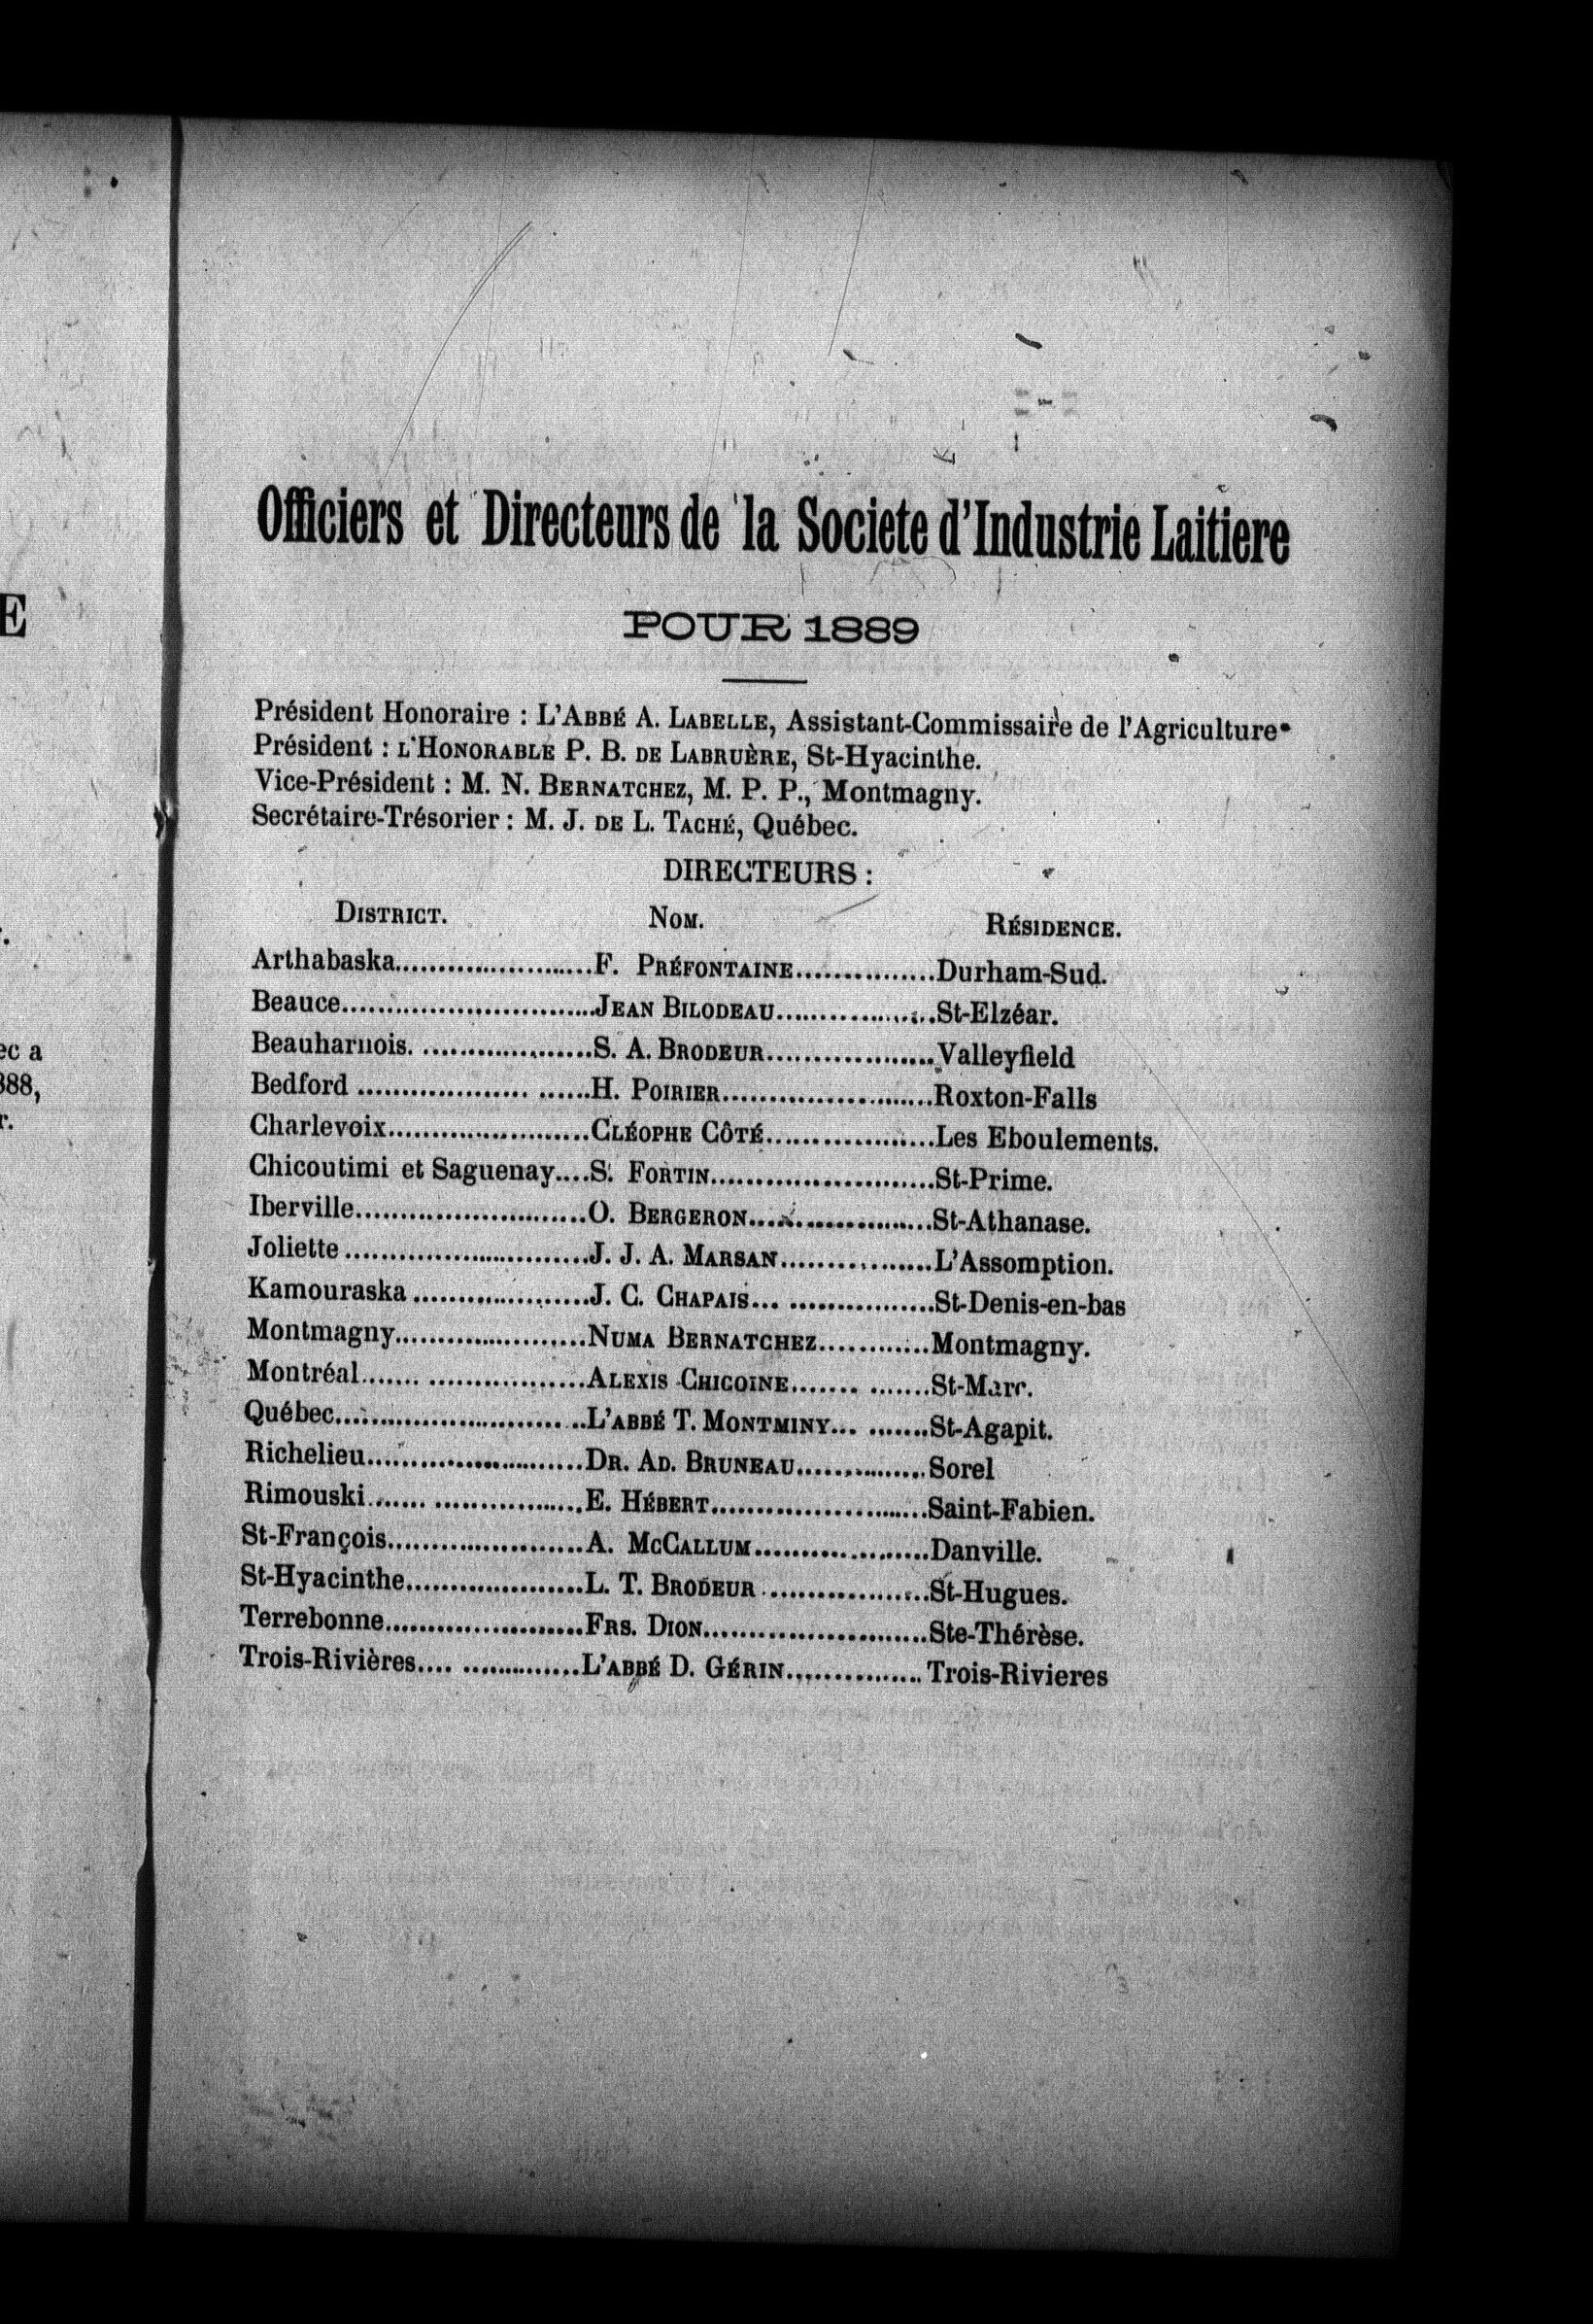 E
ec a
388,
r.
Officiers et Directeurs de la Societe d'Industrie Laitiere
POUR 1889
Président Honoraire : L'ABBÉ A. LABELLE, Assistant-Commissaire de l'Agriculture.
Président : L'HONORABLE P. B. DE LABRUÈRE, St-Hyacinthe.
Vice-Président : M. N. BERNATCHEZ, M. P. P., Montmagny.
Secrétaire-Trésorier : M. J. DE L. TACHÉ, Québec.
DIRECTEURS :
DISTRICT. NOM. RÉSIDENCE.
Arthabaska......................F. PRÉFONTAINE...............Durham-Sud.
Beauce............................JEAN BILODEAU.................St-Elzéar.
Beauharnois. ...................S. A. BRODEUR..................Valleyfield
Bedford ................... ......H. POIRIER.......................Roxton-Falls
Charlevoix......................CLÉOPHE CÔTÉ..................Les Eboulements.
Chicoutimi et Saguenay....S. FORTIN.........................St-Prime.
Iberville..........................O. BERGERON....................St-Athanase.
Joliette ...........................J. J. A. MARSAN.................L'Assomption.
Kamouraska ....................J. C. CHAPAIS... ................St-Denis-en-bas
Montmagny.....................NUMA BERNATCHEZ............Montmagny.
Montréal....... .................ALEXIS CHICOINE........ .......St-Marc.
Québec......................... ..L'ABBÉ T. MONTMINY... .......St-Agapit.
Richelieu........................DR. AD. BRUNEAU..............Sorel
Rimouski....... .................E. HÉBERT........................Saint-Fabien.
St-François......................A. MCCALLUM...................Danville.
St-Hyacinthe....................L. T. BRODEUR ..................St-Hugues.
Terrebonne......................FRS. DION.........................Ste-Thérèse.
Trois-Rivières.... .............L'ABBÉ D. GÉRIN............... Trois-Rivieres